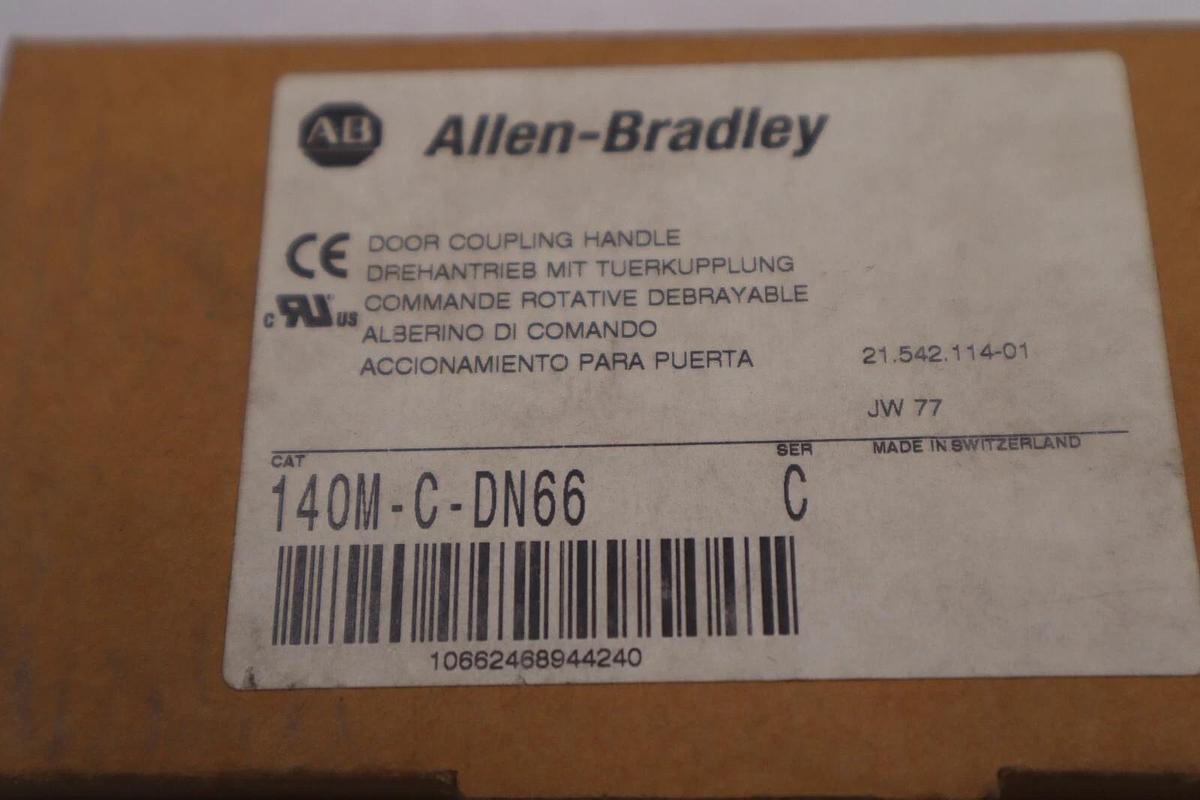 AB Allen-Bradley
CE DOOR COUPLING HANDLE
DREHANTRIEB MIT TUERKUPPLUNG
c RU US COMMANDE ROTATIVE DEBRAYABLE
ALBERINO DI COMANDO
ACCIONAMIENTO PARA PUERTA 21.542.114-01
JW 77
CAT SER MADE IN SWITZERLAND
140M-C-DN66 C
10662468944240